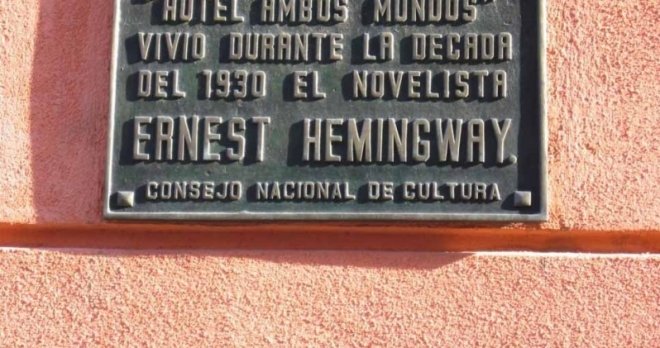 "HOTEL AMBOS MUNDOS"
VIVIO DURANTE LA DECADA
DEL 1930 EL NOVELISTA
ERNEST HEMINGWAY.
CONSEJO NACIONAL DE CULTURA